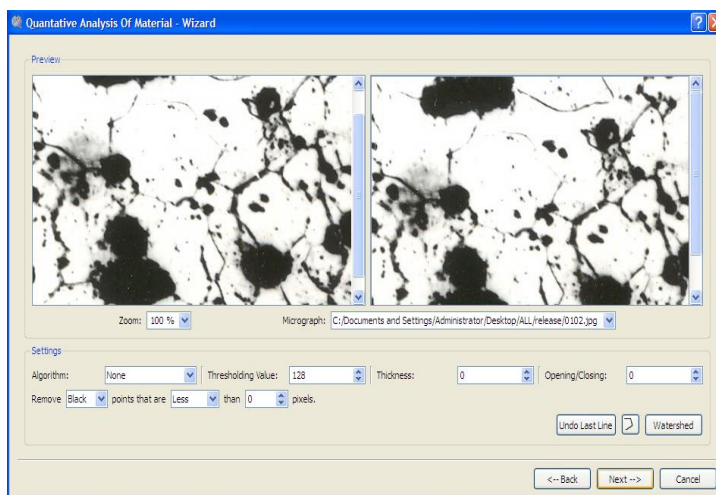 Quantative Analysis Of Material - Wizard
Preview
Zoom: 100 % Micrograph: C:/Documents and Settings/Administrator/Desktop/ALL/release/0102.jpg
Settings
Algorithm: None Thresholding Value: 128 Thickness: 0 Opening/Closing: 0
Remove Black points that are Less than 0 pixels.
Undo Last Line Watershed
<-- Back Next --> Cancel